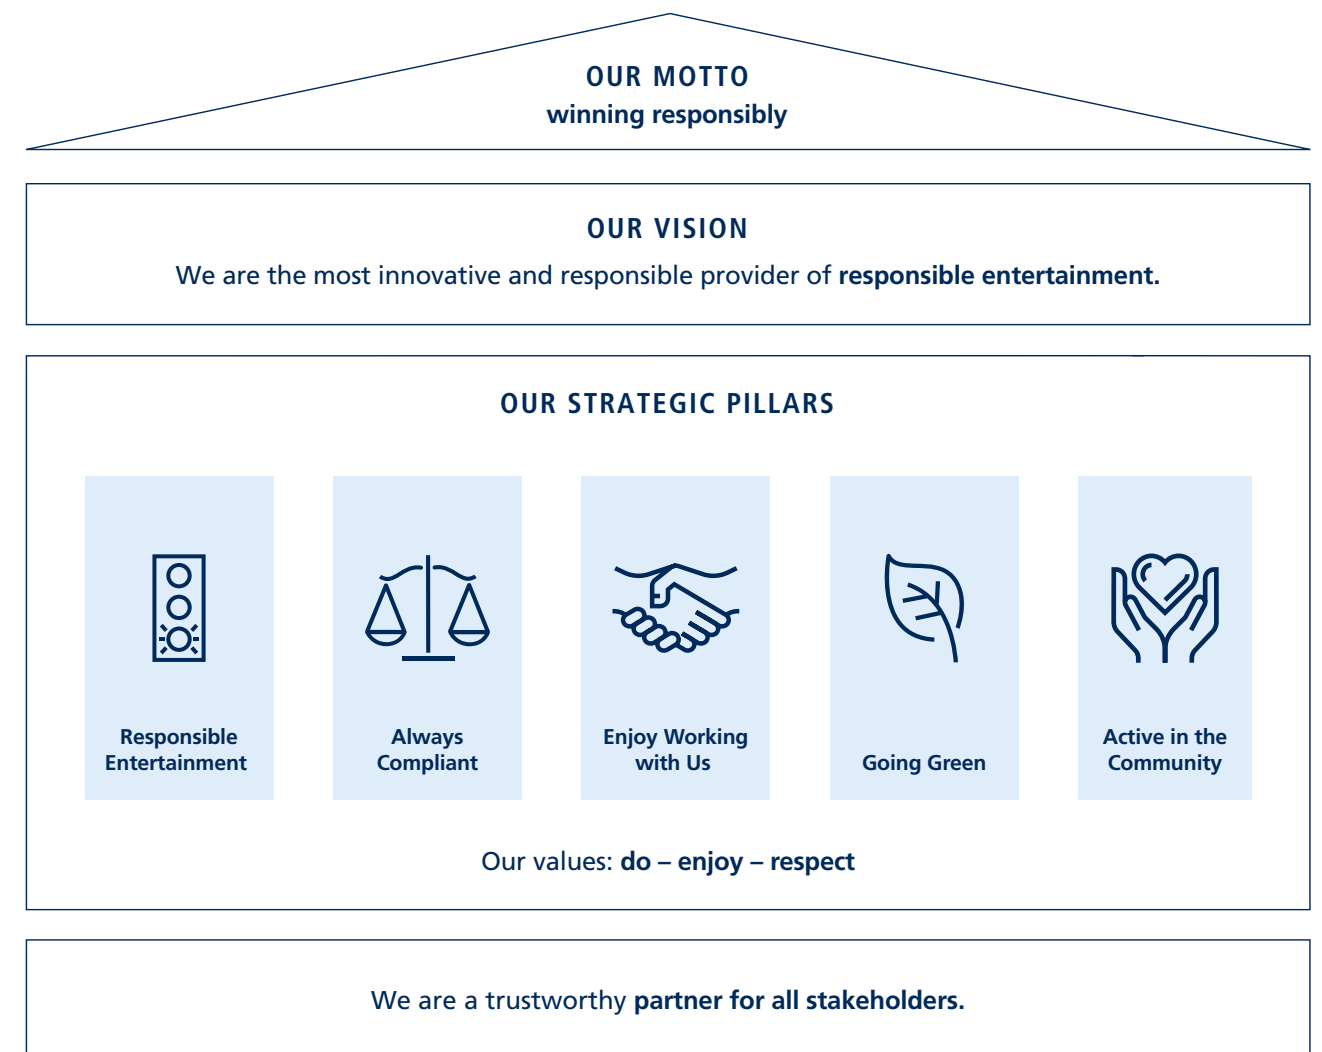 OUR MOTTO
winning responsibly
OUR VISION
We are the most innovative and responsible provider of responsible entertainment.
OUR STRATEGIC PILLARS
Responsible
Entertainment
Always
Compliant
Enjoy Working
with Us
Going Green
Active in the
Community
Our values: do – enjoy – respect
We are a trustworthy partner for all stakeholders.